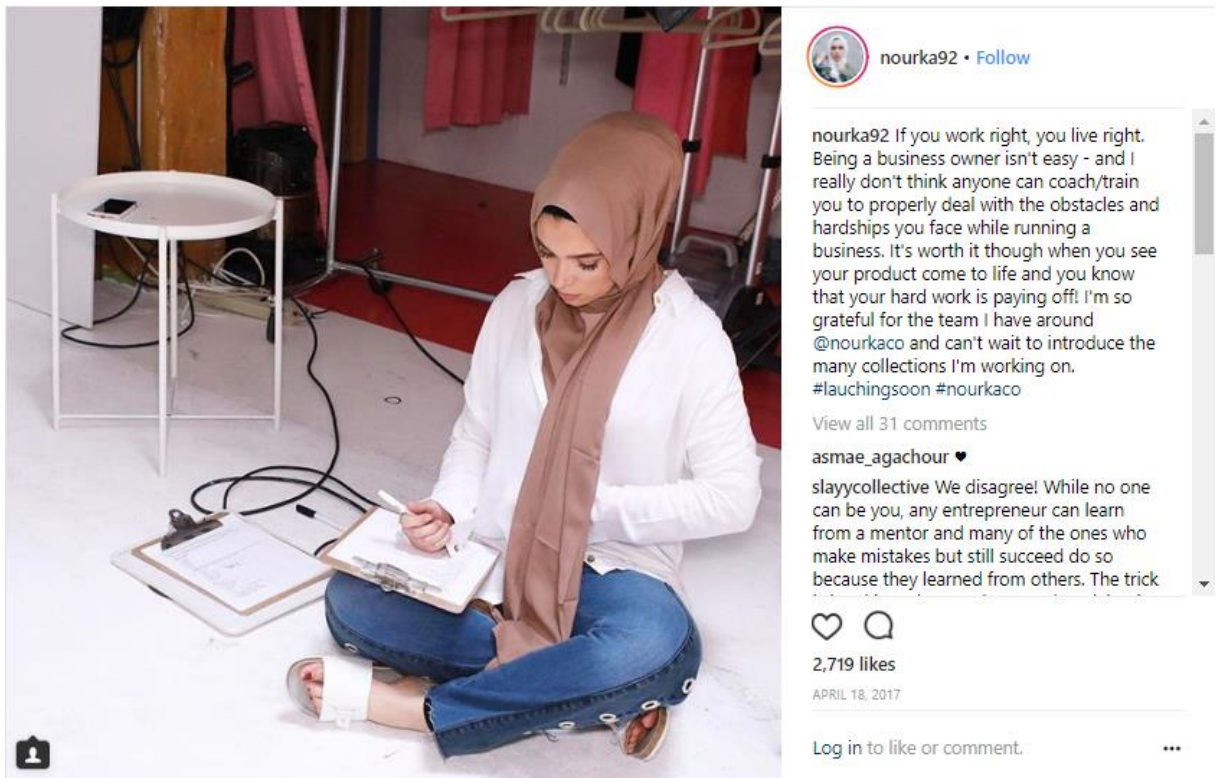 nourka92 • Follow
nourka92 If you work right, you live right.
Being a business owner isn't easy - and I
really don't think anyone can coach/train
you to properly deal with the obstacles and
hardships you face while running a
business. It's worth it though when you see
your product come to life and you know
that your hard work is paying off! I'm so
grateful for the team I have around
@nourkaco and can't wait to introduce the
many collections I'm working on.
#lauchingsoon #nourkaco
View all 31 comments
asmae_agachour ♥
slayycollective We disagree! While no one
can be you, any entrepreneur can learn
from a mentor and many of the ones who
make mistakes but still succeed do so
because they learned from others. The trick
2,719 likes
APRIL 18, 2017
Log in to like or comment.